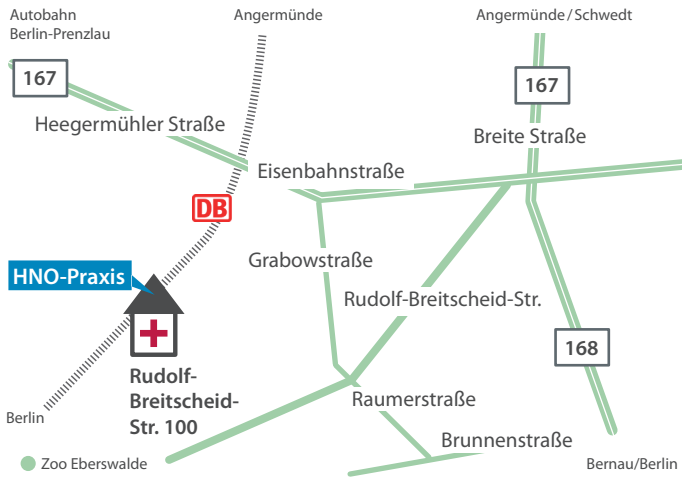 Autobahn
Berlin-Prenzlau
Angermünde
Angermünde/Schwedt
167
167
Heegermühler Straße
Breite Straße
Eisenbahnstraße
DB
Grabowstraße
HNO-Praxis
Rudolf-Breitscheid-Str.
168
Rudolf-
Breitscheid-
Str. 100
Raumerstraße
Berlin
Brunnenstraße
Zoo Eberswalde
Bernau/Berlin